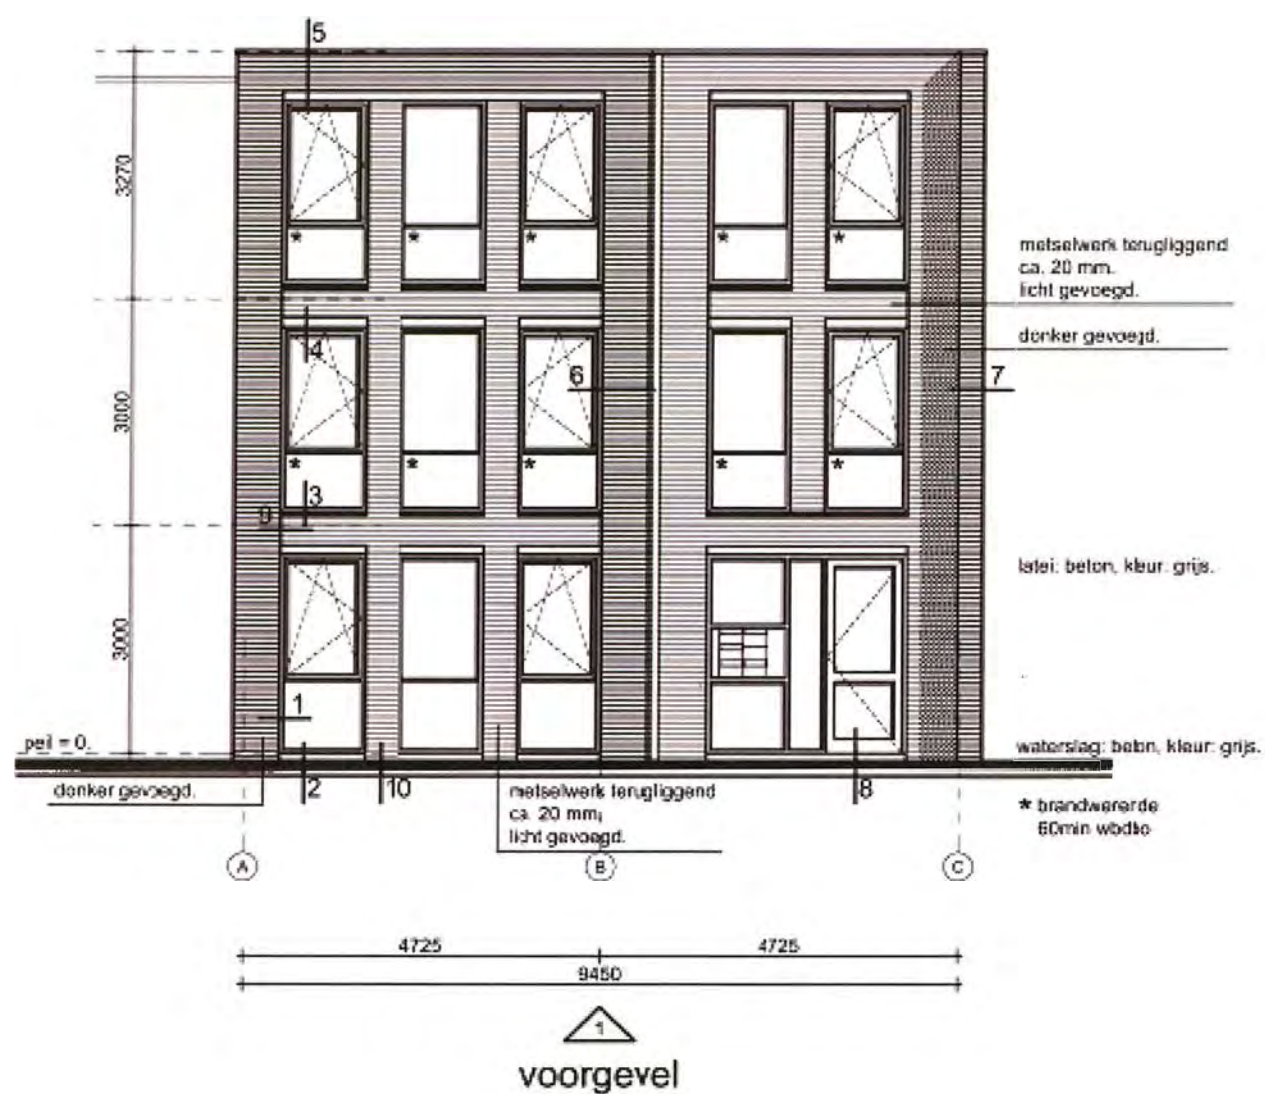 5
3270
*
*
*
*
*
metselwerk terugliggend
ca. 20 mm.
licht gevoegd.
donker gevoegd.
4
6
7
3000
*
*
*
*
*
3
9
latei: beton, kleur: grijs.
3000
1
peil = 0.
waterslag: beton, kleur: grijs.
donker gevoegd.
2
10
metselwerk terugliggend
ca. 20 mm.
licht gevoegd.
8
* brandwerende
60min wbdbo
A
B
C
4725
4725
9450
1
voorgevel